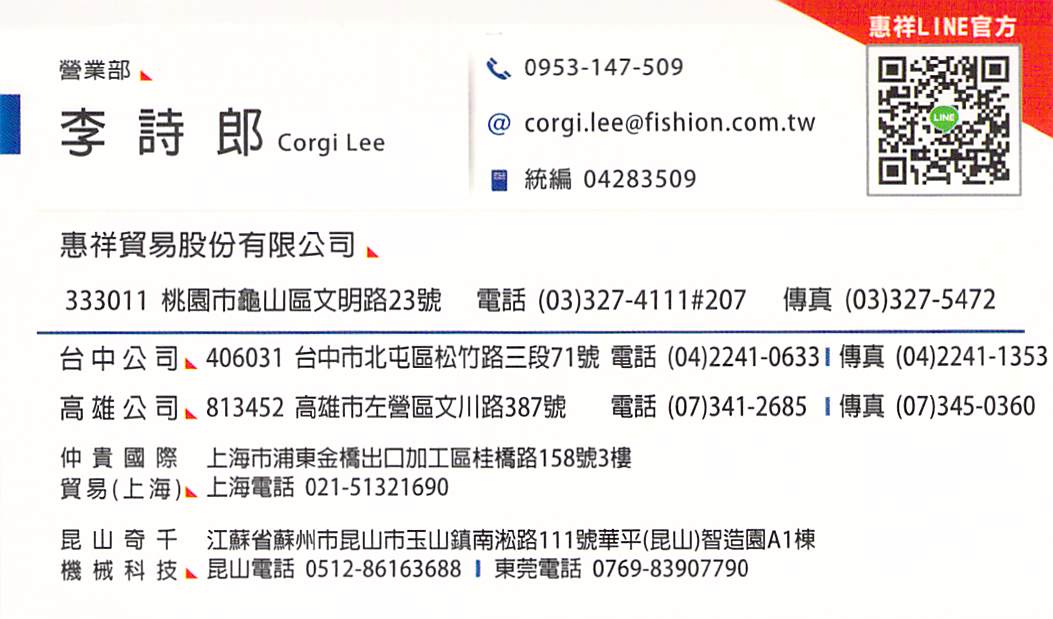 惠祥LINE官方
營業部
李詩郎 Corgi Lee
0953-147-509
@ corgi.lee@fishion.com.tw
統編 04283509
LINE
惠祥貿易股份有限公司
333011 桃園市龜山區文明路23號 電話 (03)327-4111#207 傳真 (03)327-5472
台中公司 406031 台中市北屯區松竹路三段71號 電話 (04)2241-0633 傳真 (04)2241-1353
高雄公司 813452 高雄市左營區文川路387號 電話 (07)341-2685 傳真 (07)345-0360
仲貴國際 上海市浦東金橋出口加工區桂橋路158號3樓
貿易(上海) 上海電話 021-51321690
昆山奇千 江蘇省蘇州市昆山市玉山鎮南淞路111號華平(昆山)智造園A1棟
機械科技 昆山電話 0512-86163688 東莞電話 0769-83907790